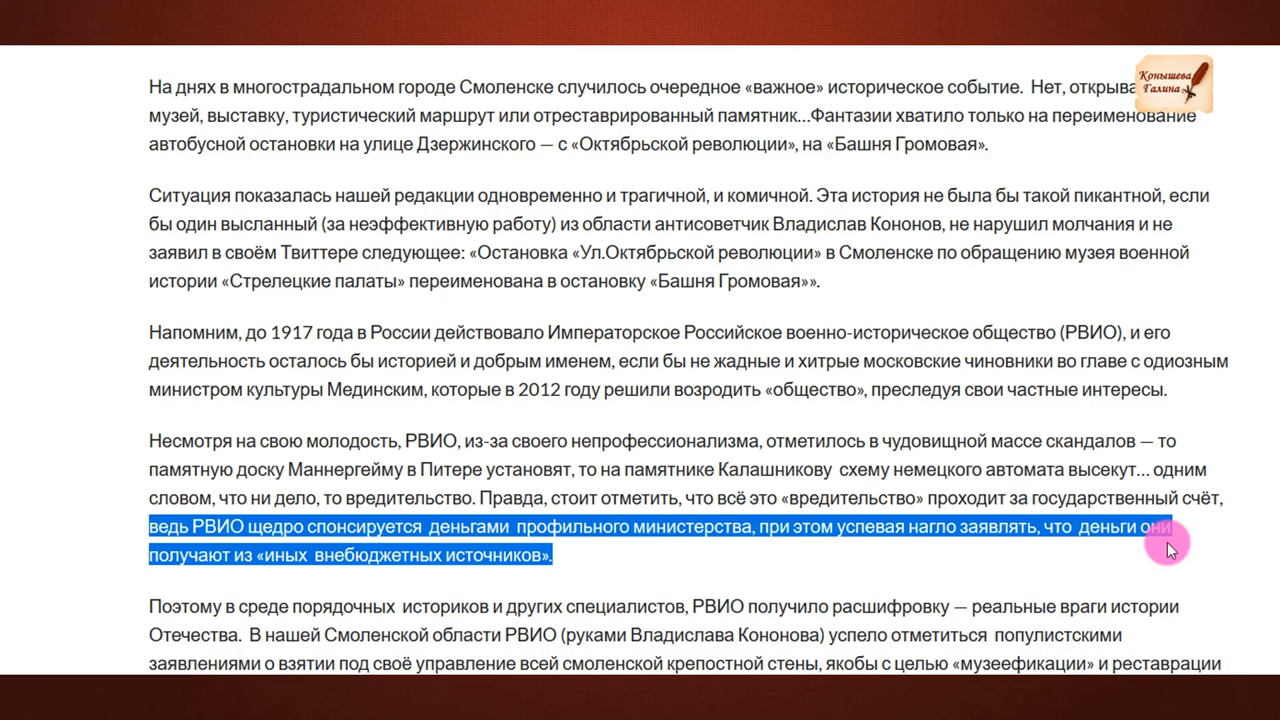 Конышева
Галина
На днях в многострадальном городе Смоленске случилось очередное «важное» историческое событие. Нет,
музей, выставку, туристический маршрут или отреставрированный памятник...Фантазии хватило только на переименование
автобусной остановки на улице Дзержинского — с «Октябрьской революции», на «Башня Громовая».
Ситуация показалась нашей редакции одновременно и трагичной, и комичной. Эта история не была бы такой пикантной, если
бы один высланный (за неэффективную работу) из области антисоветчик Владислав Кононов, не нарушил молчания и не
заявил в своём Твиттере следующее: «Остановка «Ул.Октябрьской революции» в Смоленске по обращению музея военной
истории «Стрелецкие палаты» переименована в остановку «Башня Громовая»».
Напомним, до 1917 года в России действовало Императорское Российское военно-историческое общество (РВИО), и его
деятельность осталось бы историей и добрым именем, если бы не жадные и хитрые московские чиновники во главе с одиозным
министром культуры Мединским, которые в 2012 году решили возродить «общество», преследуя свои частные интересы.
Несмотря на свою молодость, РВИО, из-за своего непрофессионализма, отметилось в чудовищной массе скандалов — то
памятную доску Маннергейму в Питере установят, то на памятнике Калашникову схему немецкого автомата высекут... одним
словом, что ни дело, то вредительство. Правда, стоит отметить, что всё это «вредительство» проходит за государственный счёт,
ведь РВИО щедро спонсируется деньгами профильного министерства, при этом успевая нагло заявлять, что деньги они
получают из «иных внебюджетных источников».
Поэтому в среде порядочных историков и других специалистов, РВИО получило расшифровку — реальные враги истории
Отечества. В нашей Смоленской области РВИО (руками Владислава Кононова) успело отметиться популистскими
заявлениями о взятии под своё управление всей смоленской крепостной стены, якобы с целью «музеефикации» и реставрации